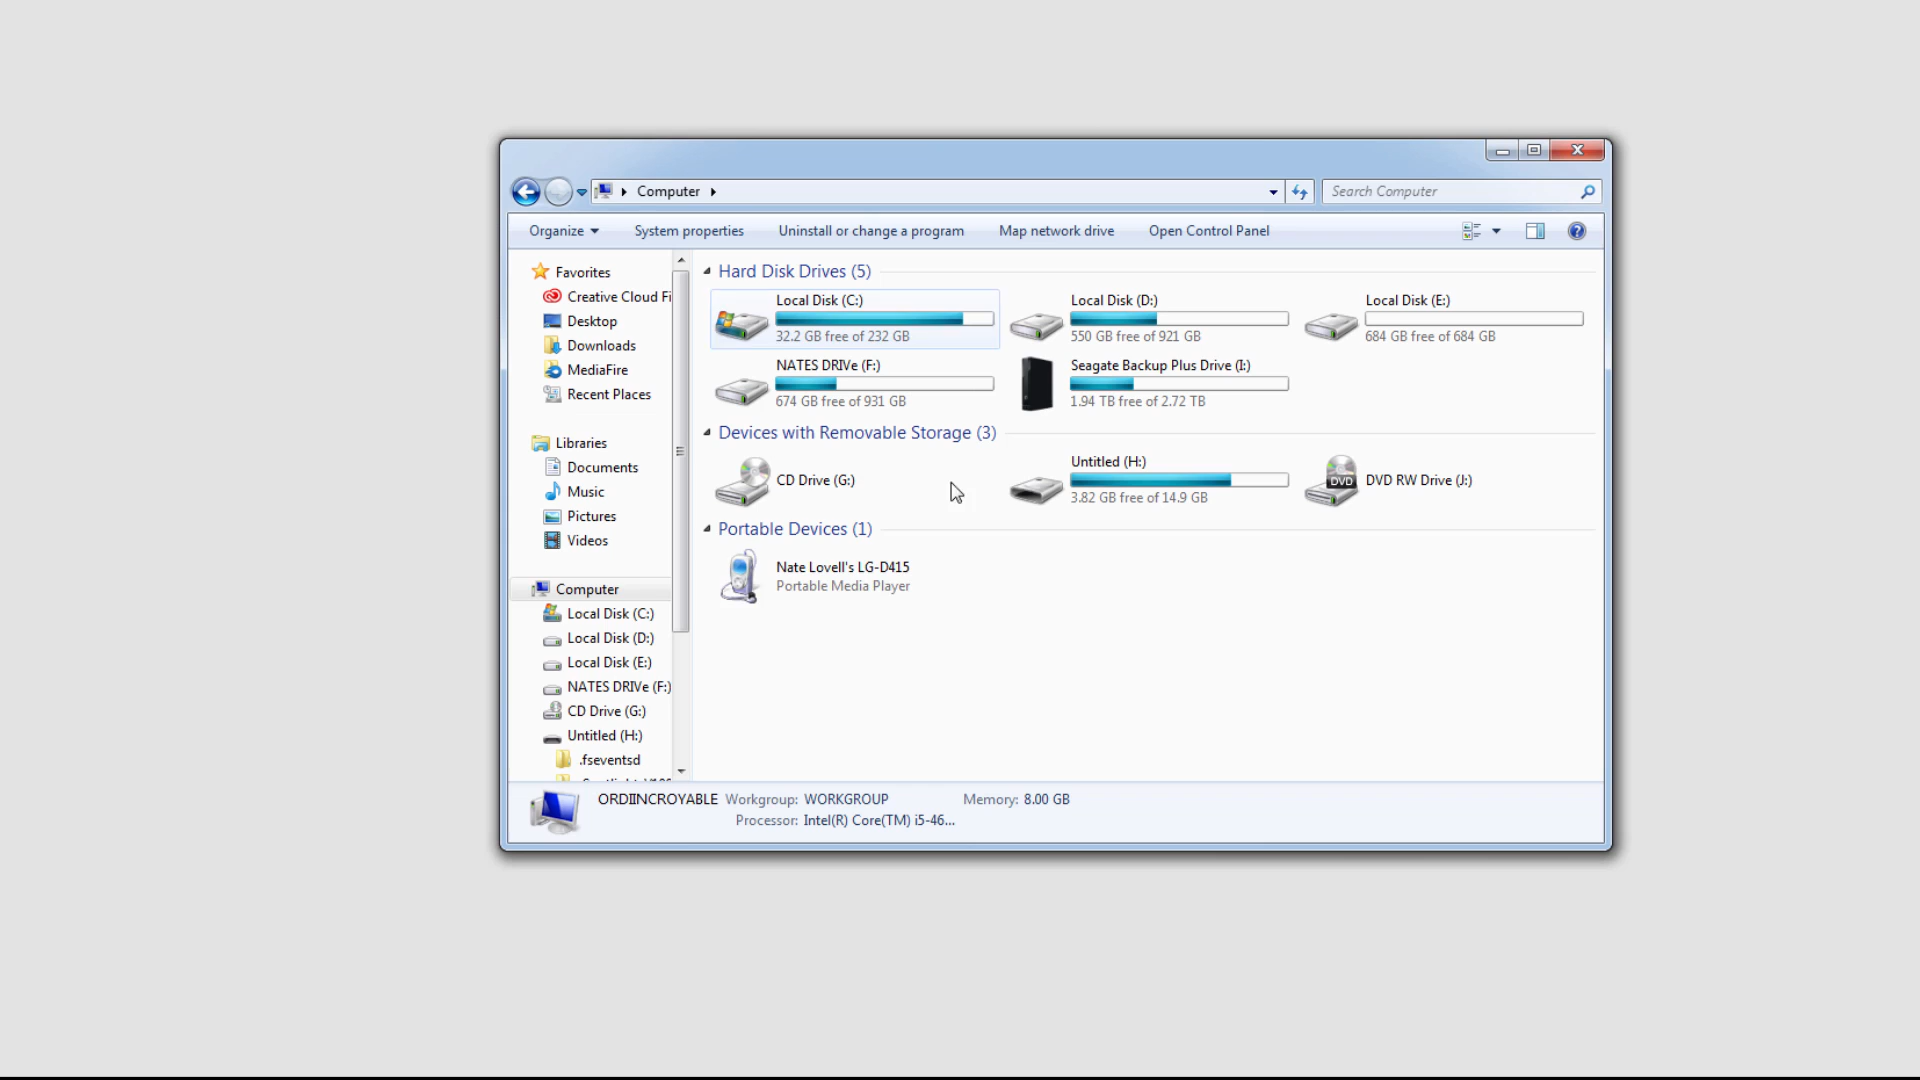 Computer
Search Computer
Organize
System properties
Uninstall or change a program
Map network drive
Open Control Panel
Favorites
Creative Cloud Fi
Desktop
Downloads
MediaFire
Recent Places
Libraries
Documents
Music
Pictures
Videos
Computer
Local Disk (C:)
Local Disk (D:)
Local Disk (E:)
NATES DRIVe (F:)
CD Drive (G:)
Untitled (H:)
.fseventsd
Hard Disk Drives (5)
Local Disk (C:)
32.2 GB free of 232 GB
Local Disk (D:)
550 GB free of 921 GB
Local Disk (E:)
684 GB free of 684 GB
NATES DRIVe (F:)
674 GB free of 931 GB
Seagate Backup Plus Drive (I:)
1.94 TB free of 2.72 TB
Devices with Removable Storage (3)
CD Drive (G:)
Untitled (H:)
3.82 GB free of 14.9 GB
DVD
DVD RW Drive (J:)
Portable Devices (1)
Nate Lovell's LG-D415
Portable Media Player
ORDIINCROYABLE Workgroup: WORKGROUP Memory: 8.00 GB
Processor: Intel(R) Core(TM) i5-46...